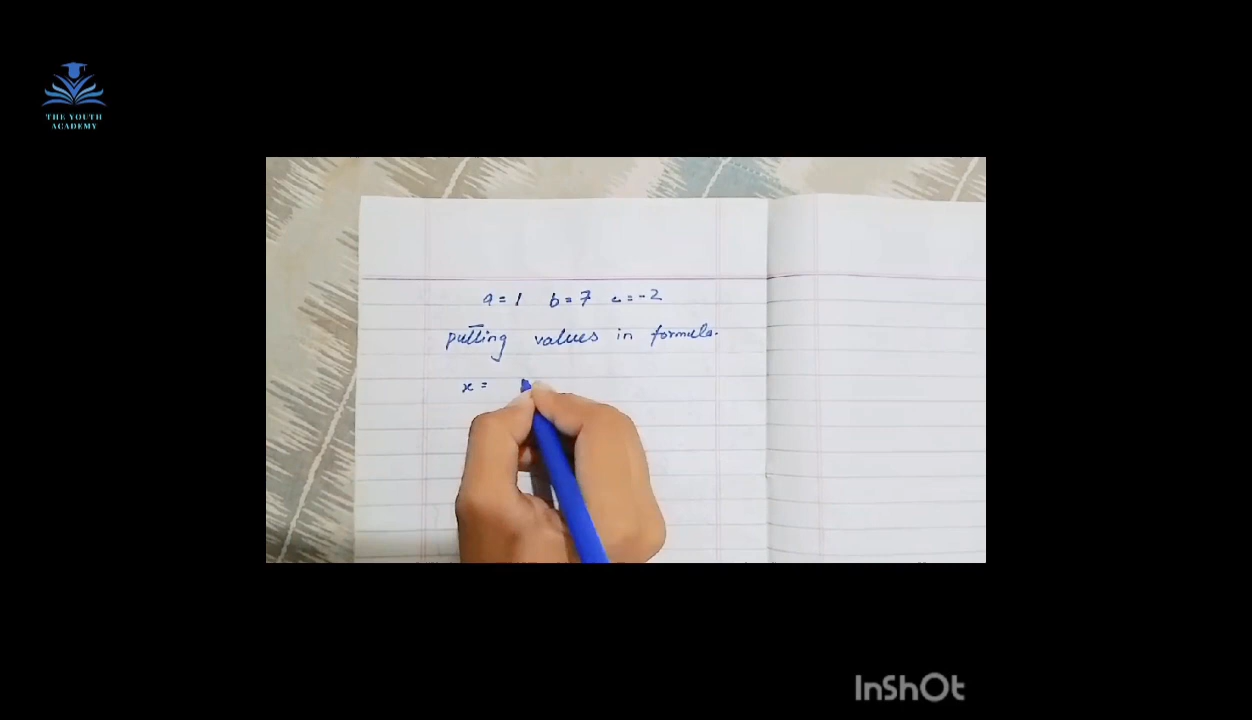 THE YOUTH
ACADEMY
a = 1 b = 7 c = -2
putting values in formula.
x =
InShOt